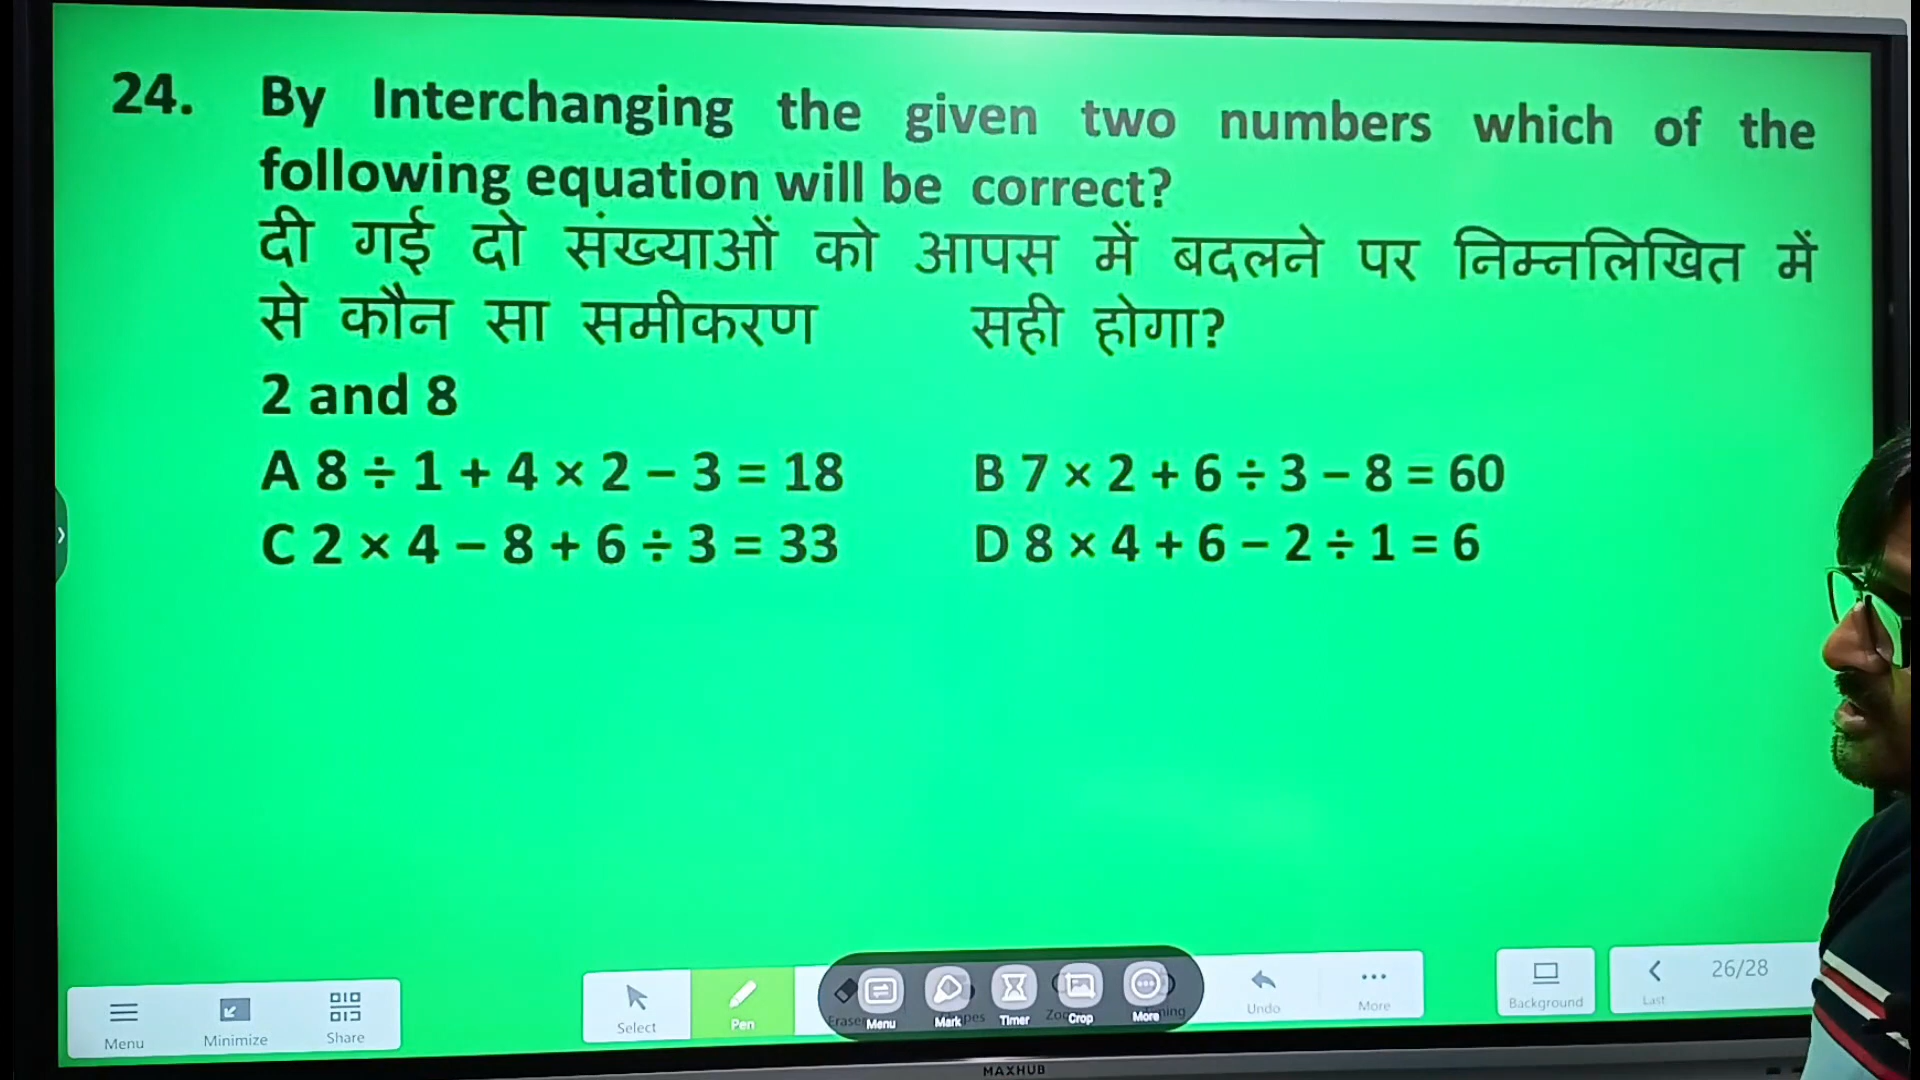 24. By Interchanging the given two numbers which of the
following equation will be correct?
दी गई दो संख्याओं को आपस में बदलने पर निम्नलिखित में
से कौन सा समीकरण सही होगा?
2 and 8
A 8 ÷ 1 + 4 × 2 – 3 = 18 B 7 × 2 + 6 ÷ 3 – 8 = 60
C 2 × 4 – 8 + 6 ÷ 3 = 33 D 8 × 4 + 6 – 2 ÷ 1 = 6
Menu Minimize Share Select Pen Menu Mark Timer Crop More Undo More Background Last 26/28
MAXHUB